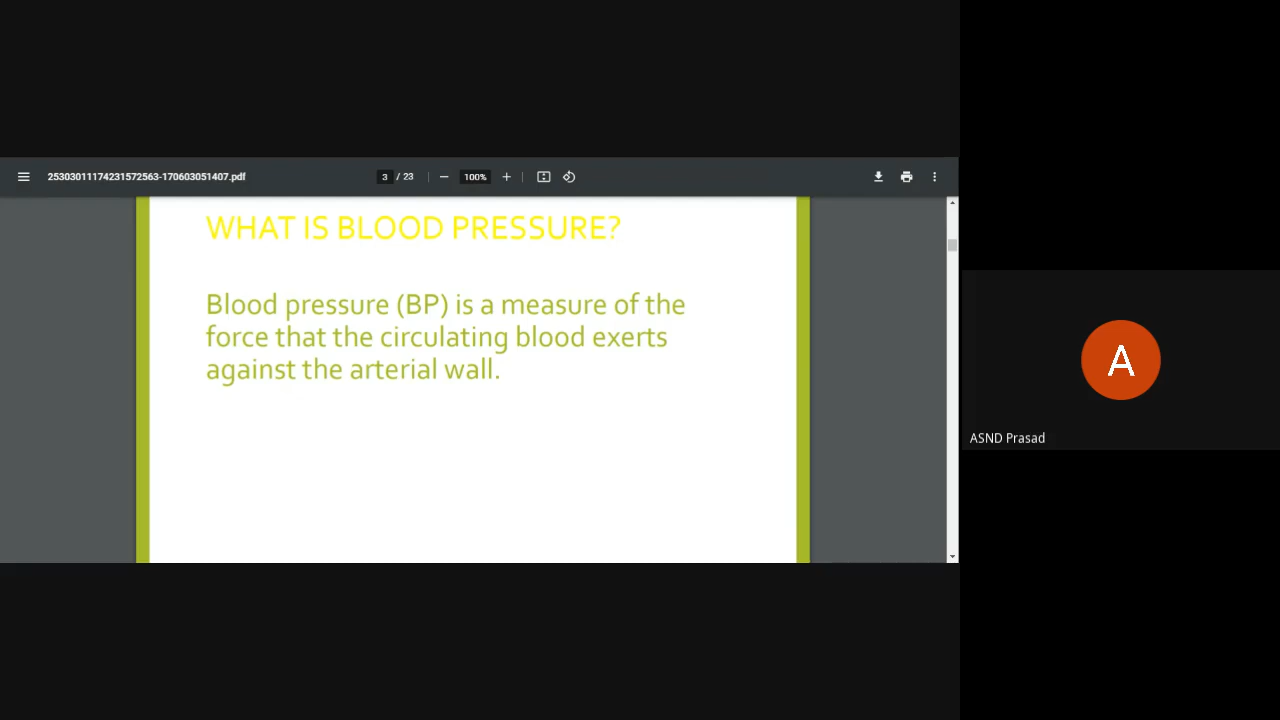 25303011174231572563-170603051407.pdf
3 / 23
100%
WHAT IS BLOOD PRESSURE?
Blood pressure (BP) is a measure of the
force that the circulating blood exerts
against the arterial wall.
A
ASND Prasad